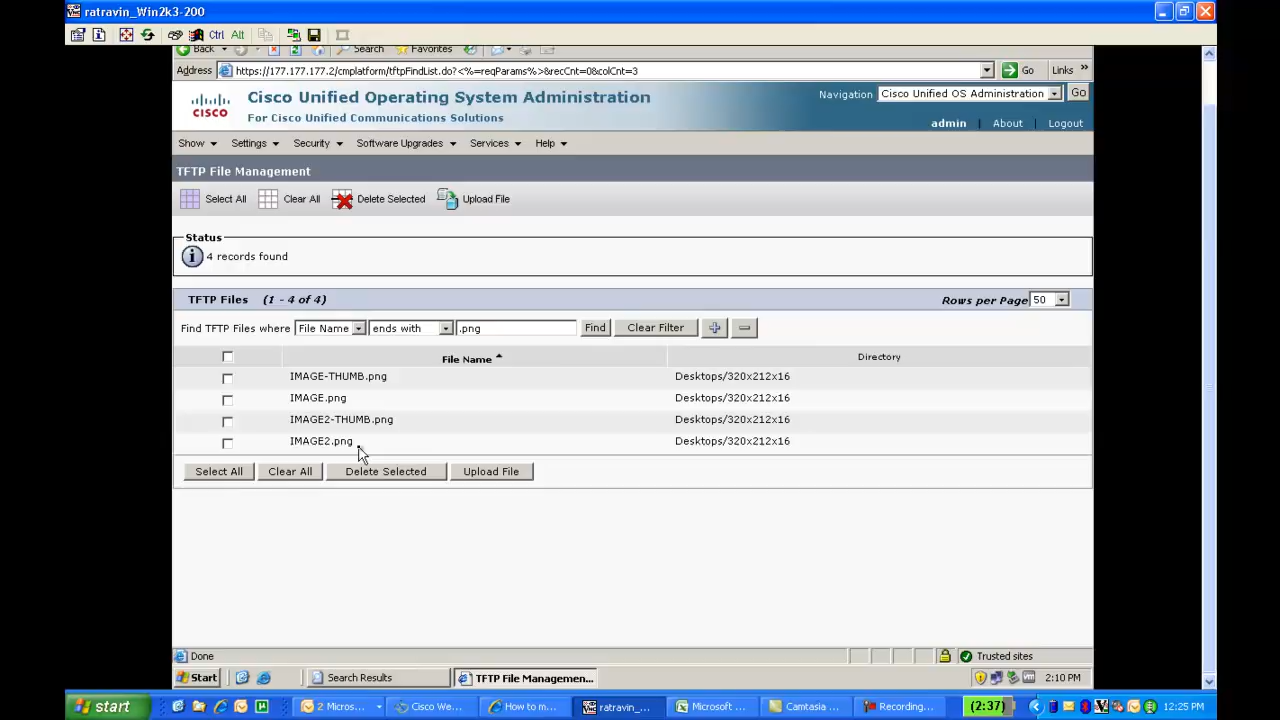 ratravin_Win2k3-200
Ctrl Alt
Back Search Favorites
Address https://177.177.177.2/cmplatform/tftpFindList.do?<%=reqParams%>&recCnt=0&colCnt=3 Go Links »
CISCO
Cisco Unified Operating System Administration
For Cisco Unified Communications Solutions
Navigation Cisco Unified OS Administration Go
admin | About | Logout
Show Settings Security Software Upgrades Services Help
TFTP File Management
Select All Clear All Delete Selected Upload File
Status
4 records found
TFTP Files (1 - 4 of 4) Rows per Page 50
Find TFTP Files where File Name ends with .png Find Clear Filter
File Name Directory
IMAGE-THUMB.png Desktops/320x212x16
IMAGE.png Desktops/320x212x16
IMAGE2-THUMB.png Desktops/320x212x16
IMAGE2.png Desktops/320x212x16
Select All Clear All Delete Selected Upload File
Done Trusted sites
Start Search Results TFTP File Managemen... 2:10 PM
start 2 Micros... Cisco We... How to m... ratravin_... Microsoft ... Camtasia ... Recording... (2:37) 12:25 PM